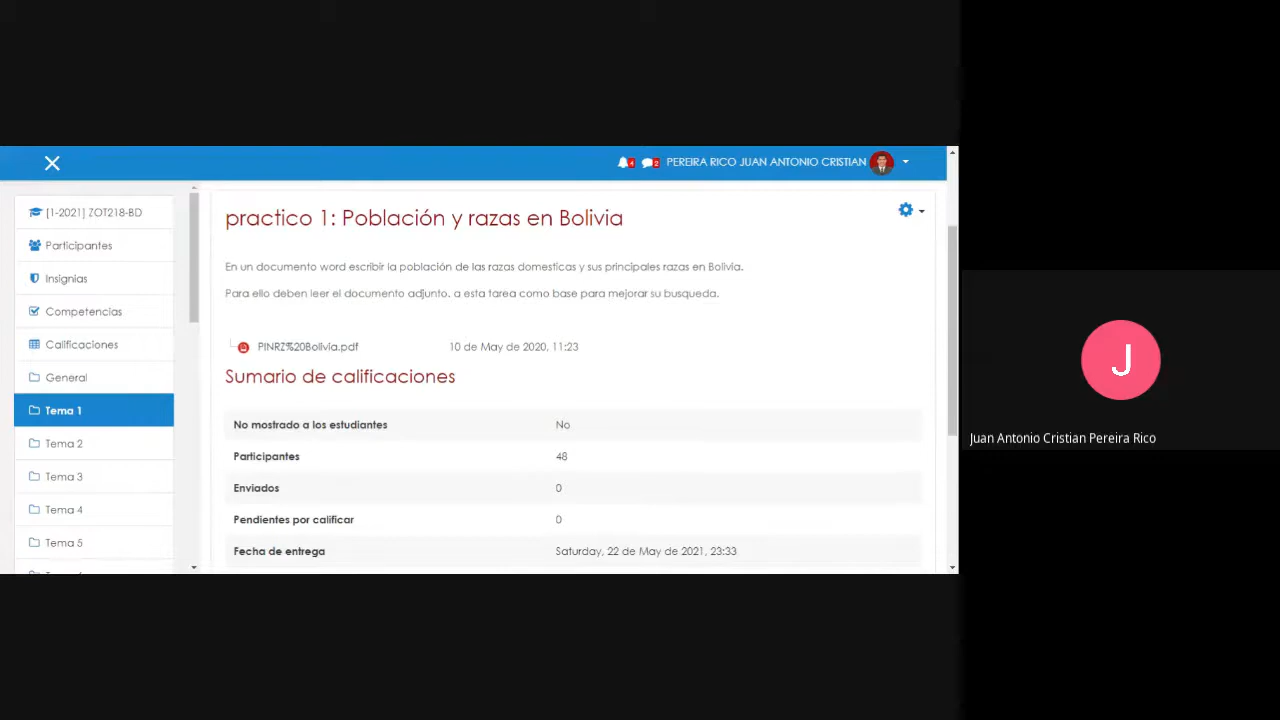 4
2
PEREIRA RICO JUAN ANTONIO CRISTIAN
[1-2021] ZOT218-BD
Participantes
Insignias
Competencias
Calificaciones
General
Tema 1
Tema 2
Tema 3
Tema 4
Tema 5
practico 1: Población y razas en Bolivia
En un documento word escribir la población de las razas domesticas y sus principales razas en Bolivia.
Para ello deben leer el documento adjunto. a esta tarea como base para mejorar su busqueda.
PINRZ%20Bolivia.pdf 10 de May de 2020, 11:23
Sumario de calificaciones
No mostrado a los estudiantes No
Participantes 48
Enviados 0
Pendientes por calificar 0
Fecha de entrega Saturday, 22 de May de 2021, 23:33
J
Juan Antonio Cristian Pereira Rico